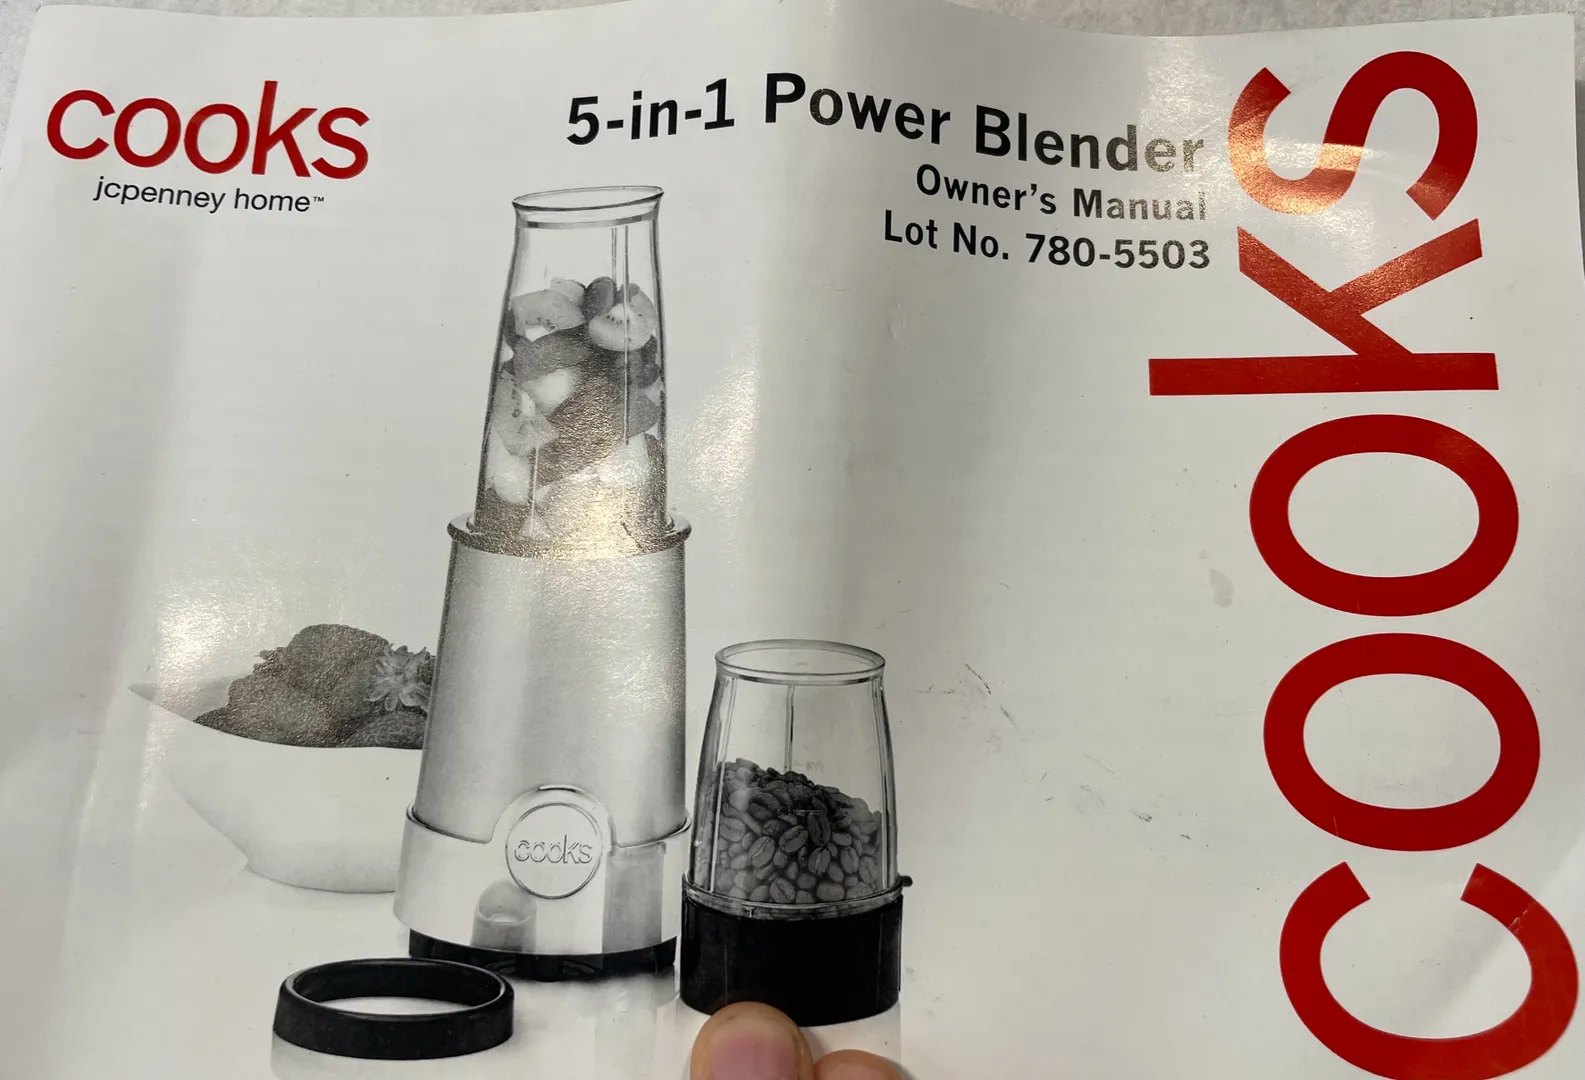 cooks
jcpenney home™
5-in-1 Power Blender
Owner's Manual
Lot No. 780-5503
cooks
cooks